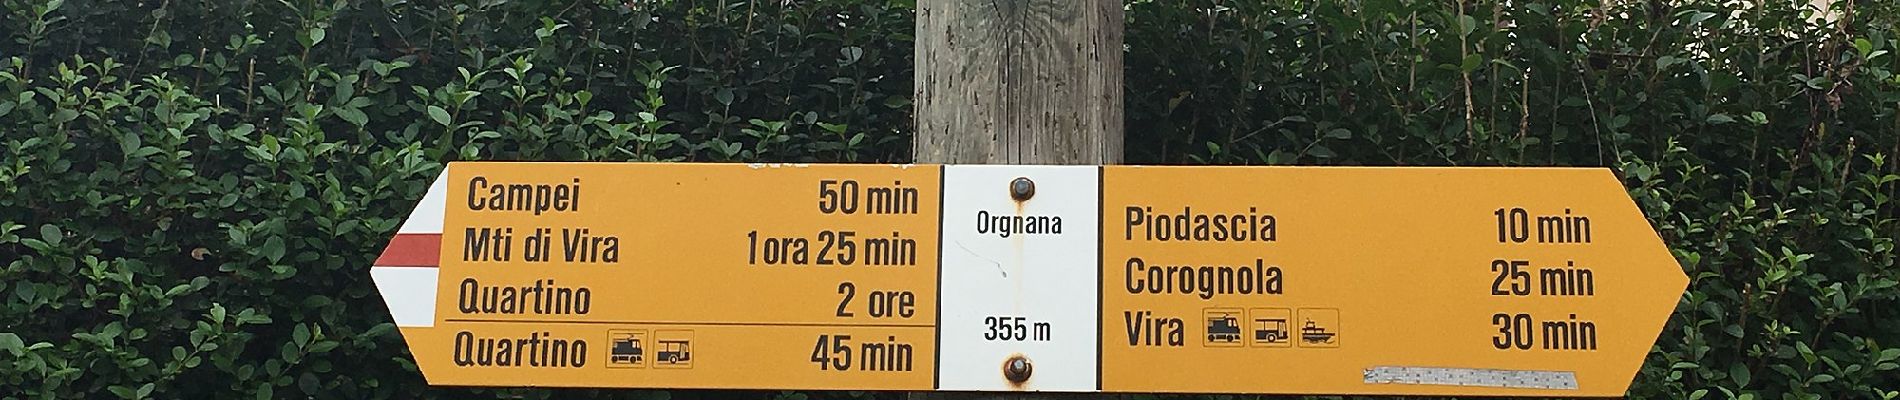 Campei 50 min
Mti di Vira 1 ora 25 min
Quartino 2 ore
Quartino 45 min
Orgnana
355 m
Piodascia 10 min
Corognola 25 min
Vira 30 min